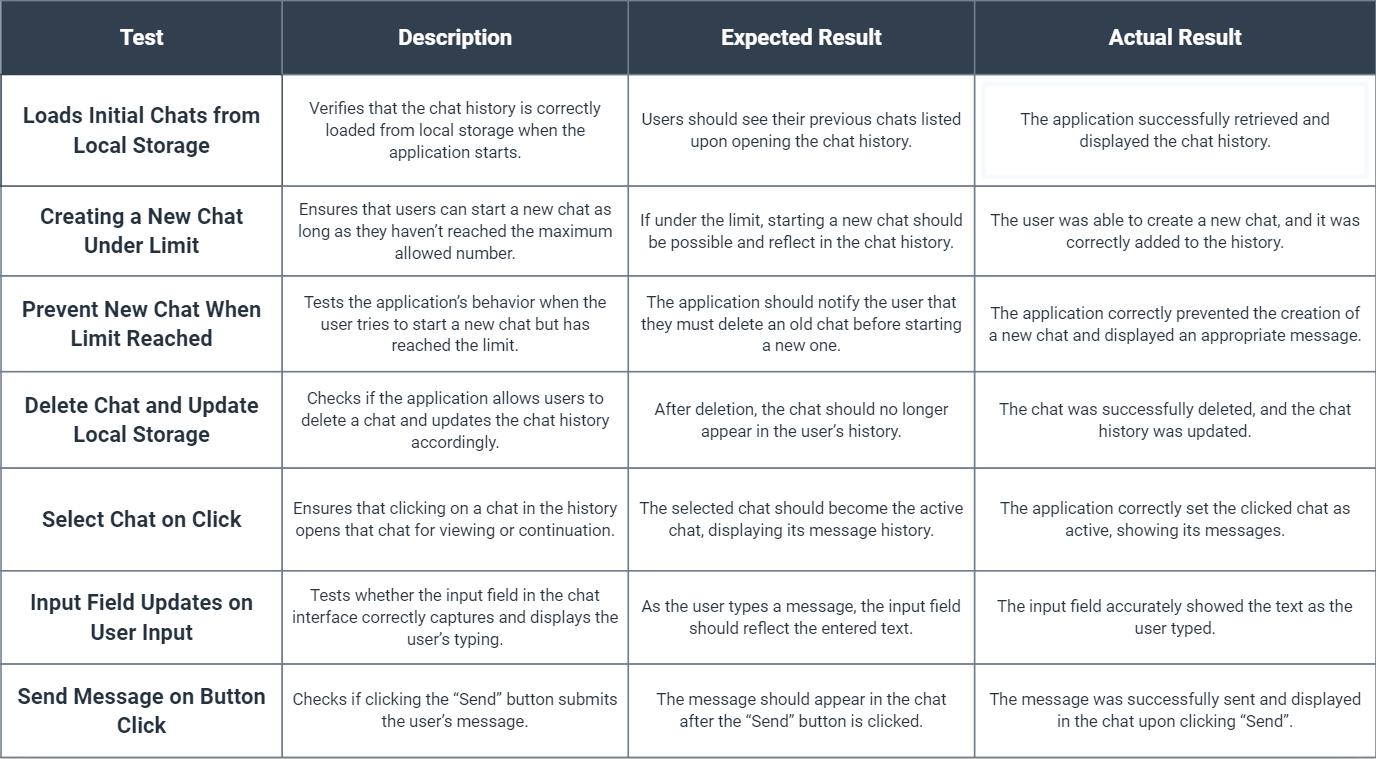 Test
Description
Expected Result
Actual Result
Loads Initial Chats from
Local Storage
Verifies that the chat history is correctly
loaded from local storage when the
application starts.
Users should see their previous chats listed
upon opening the chat history.
The application successfully retrieved and
displayed the chat history.
Creating a New Chat
Under Limit
Ensures that users can start a new chat as
long as they haven’t reached the maximum
allowed number.
If under the limit, starting a new chat should
be possible and reflect in the chat history.
The user was able to create a new chat, and it was
correctly added to the history.
Prevent New Chat When
Limit Reached
Tests the application’s behavior when the
user tries to start a new chat but has
reached the limit.
The application should notify the user that
they must delete an old chat before starting
a new one.
The application correctly prevented the creation of
a new chat and displayed an appropriate message.
Delete Chat and Update
Local Storage
Checks if the application allows users to
delete a chat and updates the chat history
accordingly.
After deletion, the chat should no longer
appear in the user’s history.
The chat was successfully deleted, and the chat
history was updated.
Select Chat on Click
Ensures that clicking on a chat in the history
opens that chat for viewing or continuation.
The selected chat should become the active
chat, displaying its message history.
The application correctly set the clicked chat as
active, showing its messages.
Input Field Updates on
User Input
Tests whether the input field in the chat
interface correctly captures and displays the
user’s typing.
As the user types a message, the input field
should reflect the entered text.
The input field accurately showed the text as the
user typed.
Send Message on Button
Click
Checks if clicking the “Send” button submits
the user’s message.
The message should appear in the chat
after the “Send” button is clicked.
The message was successfully sent and displayed
in the chat upon clicking “Send”.